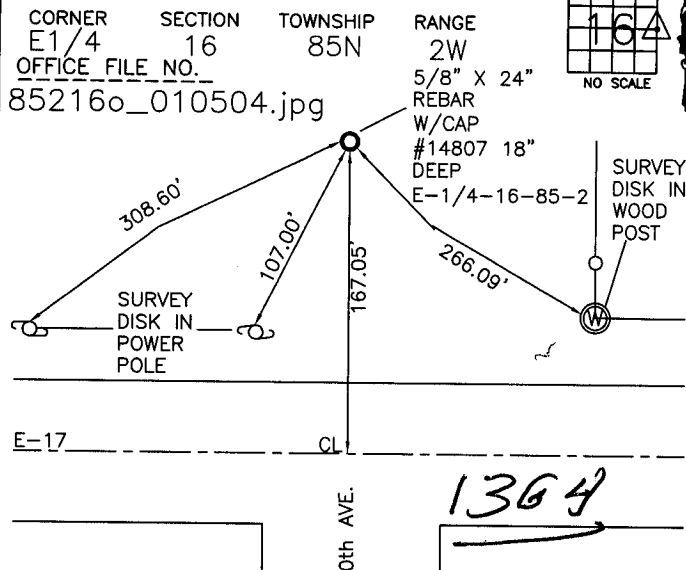 CORNER SECTION TOWNSHIP RANGE
E1/4 16 85N 2W
OFFICE FILE NO.
85216o_010504.jpg
16
NO SCALE
5/8" X 24"
REBAR
W/CAP
#14807 18"
DEEP
E-1/4-16-85-2
SURVEY
DISK IN
WOOD
POST
308.60'
107.00'
167.05'
266.09'
SURVEY
DISK IN
POWER
POLE
W
E-17
CL
0th AVE.